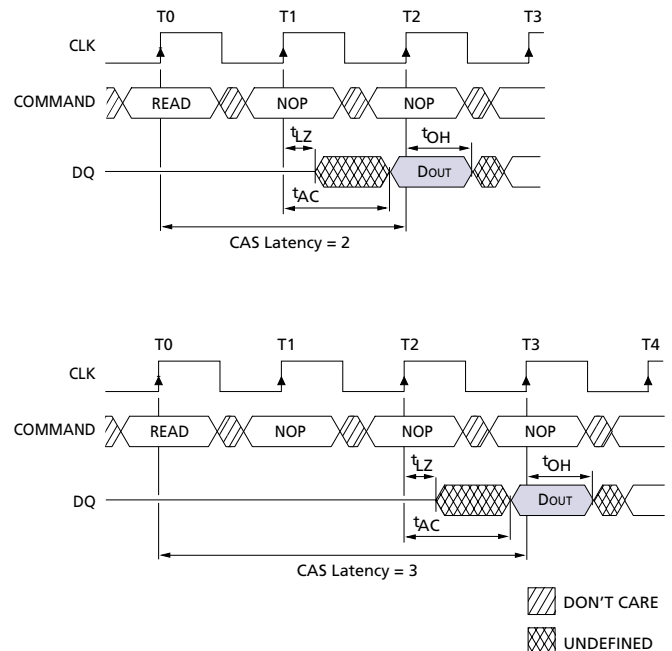 T0 T1 T2 T3
CLK
COMMAND READ NOP NOP
tLZ tOH
DQ DOUT
tAC
CAS Latency = 2
T0 T1 T2 T3 T4
CLK
COMMAND READ NOP NOP NOP
tLZ tOH
DQ DOUT
tAC
CAS Latency = 3
DON'T CARE
UNDEFINED